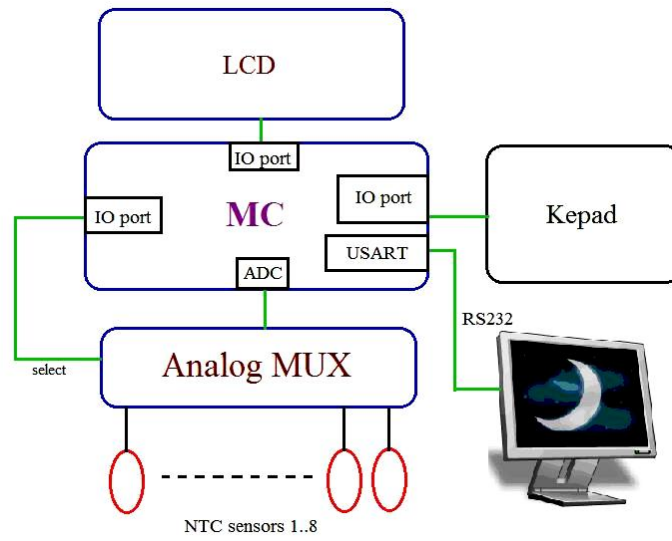 LCD
IO port
IO port
MC
IO port
Kepad
USART
ADC
RS232
Analog MUX
select
NTC sensors 1..8